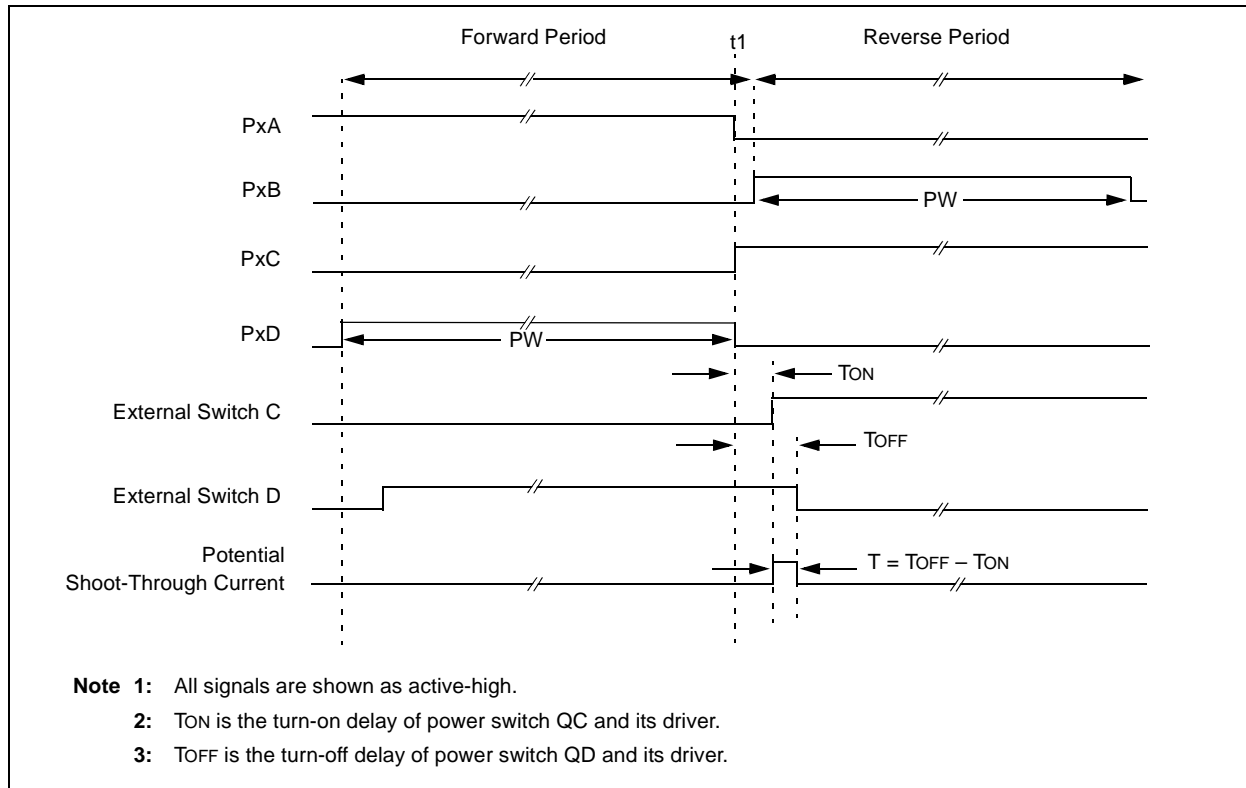 Forward Period
t1
Reverse Period
PxA
PxB
PW
PxC
PxD
PW
TON
External Switch C
TOFF
External Switch D
Potential
Shoot-Through Current
T = TOFF – TON
Note 1: All signals are shown as active-high.
2: TON is the turn-on delay of power switch QC and its driver.
3: TOFF is the turn-off delay of power switch QD and its driver.